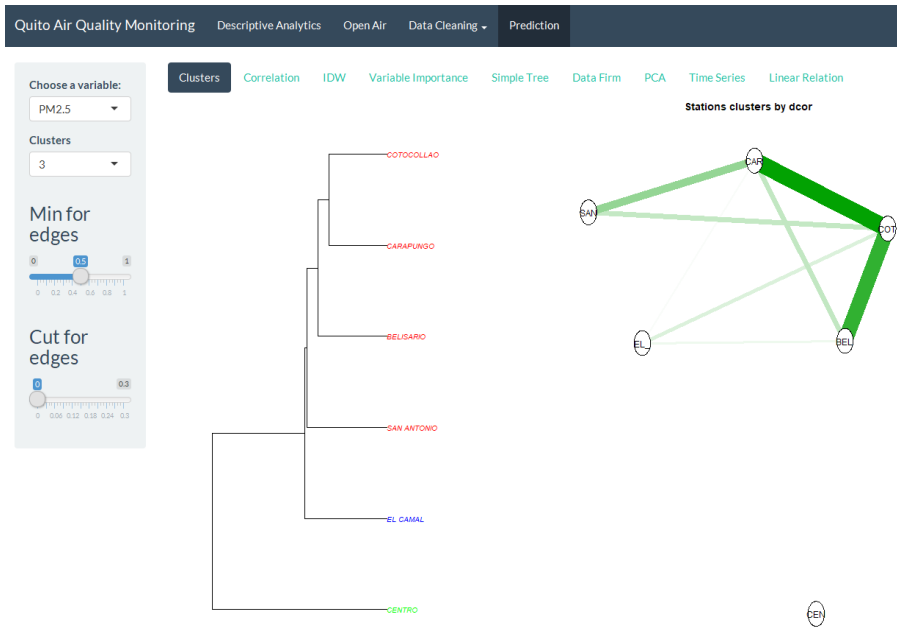 Quito Air Quality Monitoring Descriptive Analytics Open Air Data Cleaning Prediction
Clusters Correlation IDW Variable Importance Simple Tree Data Flrm PCA Time Series Linear Relation
Choose a variable:
PM2.5
Clusters
3
Min for
edges
0 0.5 1
0 0.2 0.4 0.6 0.8 1
Cut for
edges
0 0.3
0 0.06 0.12 0.18 0.24 0.3
COTOCOLLAO
CARAPUNGO
BELISARIO
SAN ANTONIO
EL CAMAL
CENTRO
Stations clusters by dcor
CAR
SAN
COT
EL_
BEL
CEN